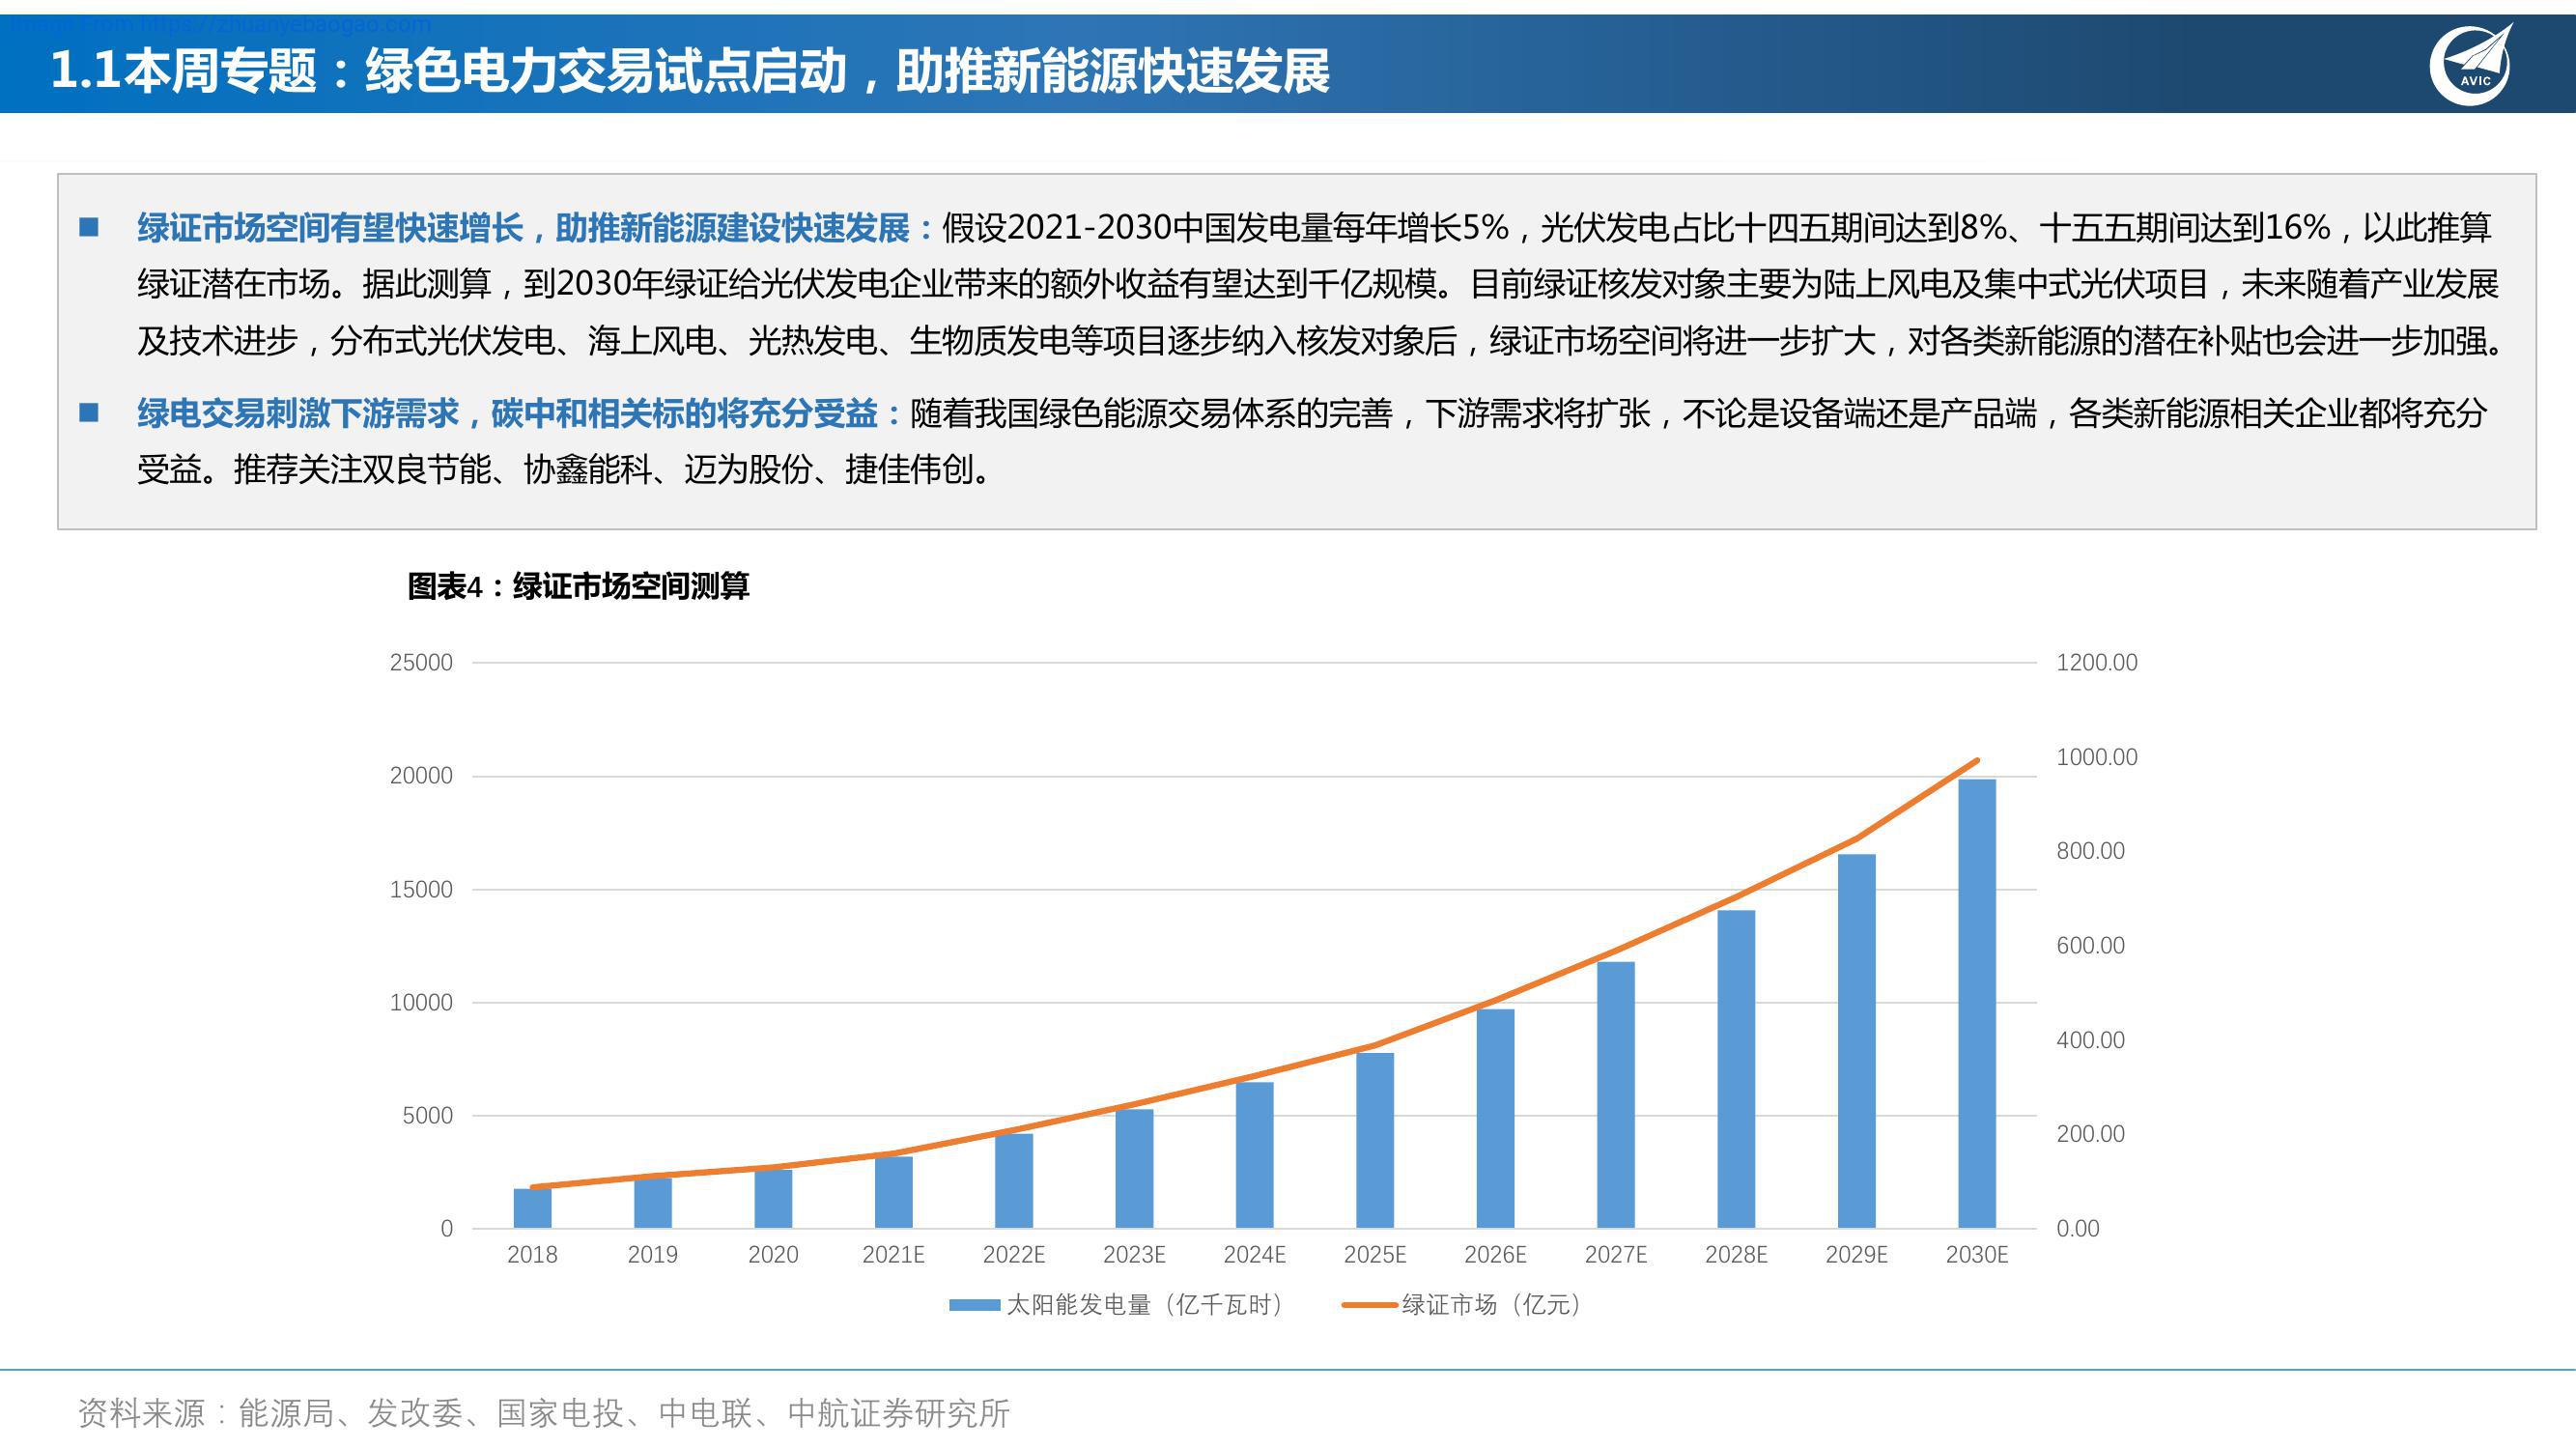 Image From https://zhuanyebaogao.com
1.1本周专题：绿色电力交易试点启动，助推新能源快速发展
AVIC
■ 绿证市场空间有望快速增长，助推新能源建设快速发展：假设2021-2030中国发电量每年增长5%，光伏发电占比十四五期间达到8%、十五五期间达到16%，以此推算
绿证潜在市场。据此测算，到2030年绿证给光伏发电企业带来的额外收益有望达到千亿规模。目前绿证核发对象主要为陆上风电及集中式光伏项目，未来随着产业发展
及技术进步，分布式光伏发电、海上风电、光热发电、生物质发电等项目逐步纳入核发对象后，绿证市场空间将进一步扩大，对各类新能源的潜在补贴也会进一步加强。
■ 绿电交易刺激下游需求，碳中和相关标的将充分受益：随着我国绿色能源交易体系的完善，下游需求将扩张，不论是设备端还是产品端，各类新能源相关企业都将充分
受益。推荐关注双良节能、协鑫能科、迈为股份、捷佳伟创。
图表4：绿证市场空间测算
25000
20000
15000
10000
5000
0
1200.00
1000.00
800.00
600.00
400.00
200.00
0.00
2018 2019 2020 2021E 2022E 2023E 2024E 2025E 2026E 2027E 2028E 2029E 2030E
太阳能发电量（亿千瓦时） 绿证市场（亿元）
资料来源：能源局、发改委、国家电投、中电联、中航证券研究所